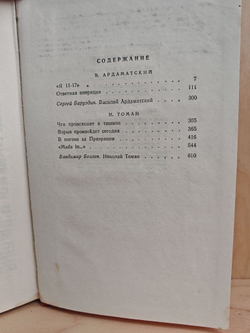 СОДЕРЖАНИЕ
В. АРДАМАТСКИЙ
«Я 11-17» . . . 7
Ответная операция . . . 111
Сергей Баруздин. Василий Ардаматский . . . 300
Н. ТОМАН
Что происходит в тишине . . . 305
Взрыв произойдет сегодня . . . 365
В погоне за Призраком . . . 416
«Made in...» . . . 544
Владимир Беляев. Николай Томан . . . 610